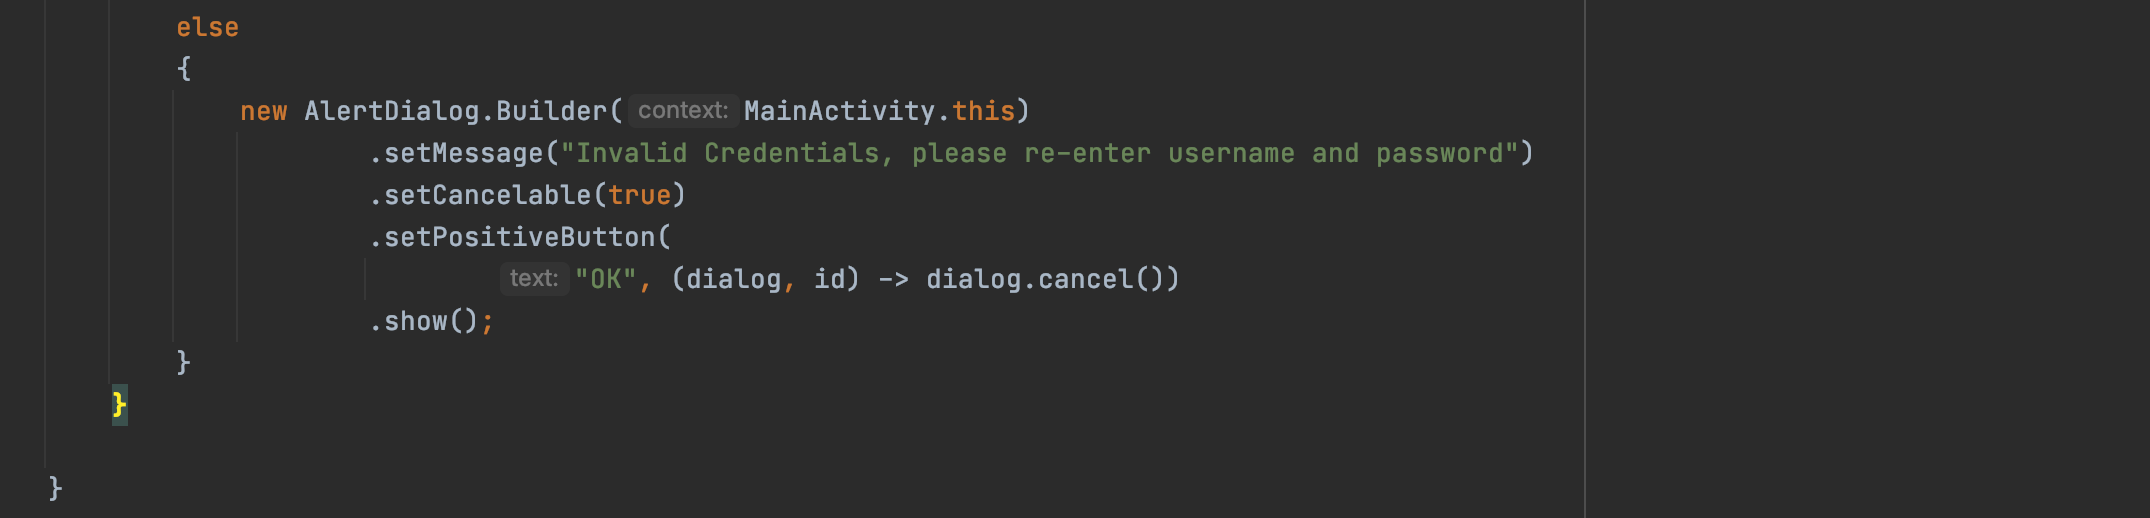 else
{
new AlertDialog.Builder( context: MainActivity.this)
.setMessage("Invalid Credentials, please re-enter username and password")
.setCancelable(true)
.setPositiveButton(
text: "OK", (dialog, id) -> dialog.cancel())
.show();
}
}
}